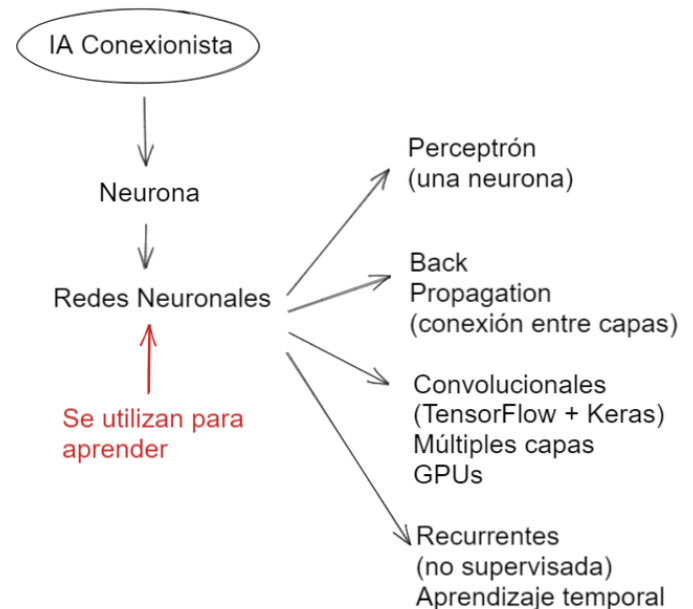 IA Conexionista
Neurona
Redes Neuronales
Se utilizan para
aprender
Perceptrón
(una neurona)
Back
Propagation
(conexión entre capas)
Convolucionales
(TensorFlow + Keras)
Múltiples capas
GPUs
Recurrentes
(no supervisada)
Aprendizaje temporal